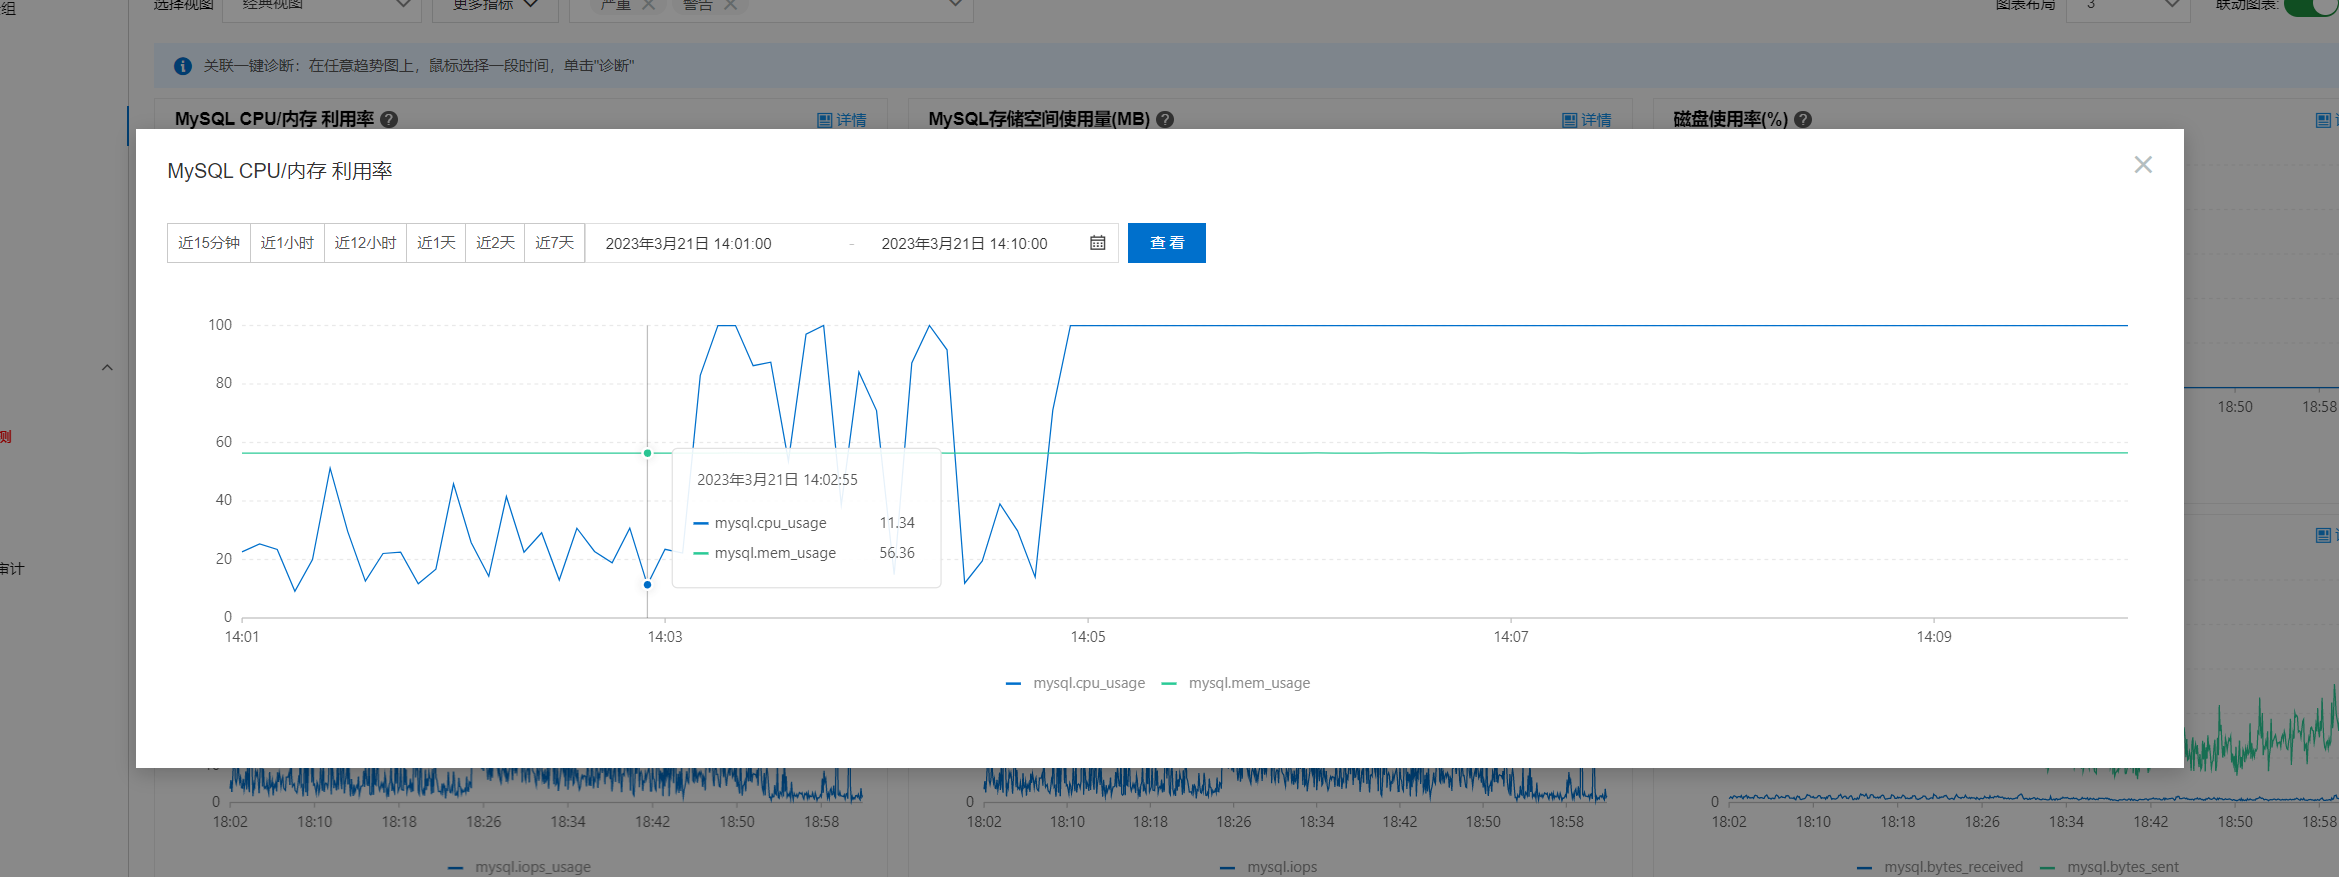 组
选择视图 经典视图 更多指标 严重 警告 图表布局 3 联动图表:
关联一键诊断：在任意趋势图上，鼠标选择一段时间，单击"诊断"
MySQL CPU/内存 利用率 详情 MySQL存储空间使用量(MB) 详情 磁盘使用率(%)
MySQL CPU/内存 利用率
近15分钟 近1小时 近12小时 近1天 近2天 近7天 2023年3月21日 14:01:00 - 2023年3月21日 14:10:00 查 看
100
80
60
40
20
0
14:01 14:03 14:05 14:07 14:09
2023年3月21日 14:02:55
mysql.cpu_usage 11.34
mysql.mem_usage 56.36
mysql.cpu_usage mysql.mem_usage
18:50 18:58
测
审计
0 0 0
18:02 18:10 18:18 18:26 18:34 18:42 18:50 18:58 18:02 18:10 18:18 18:26 18:34 18:42 18:50 18:58 18:02 18:10 18:18 18:26 18:34 18:42 18:50 18:58
mysql.iops_usage mysql.iops mysql.bytes_received mysql.bytes_sent